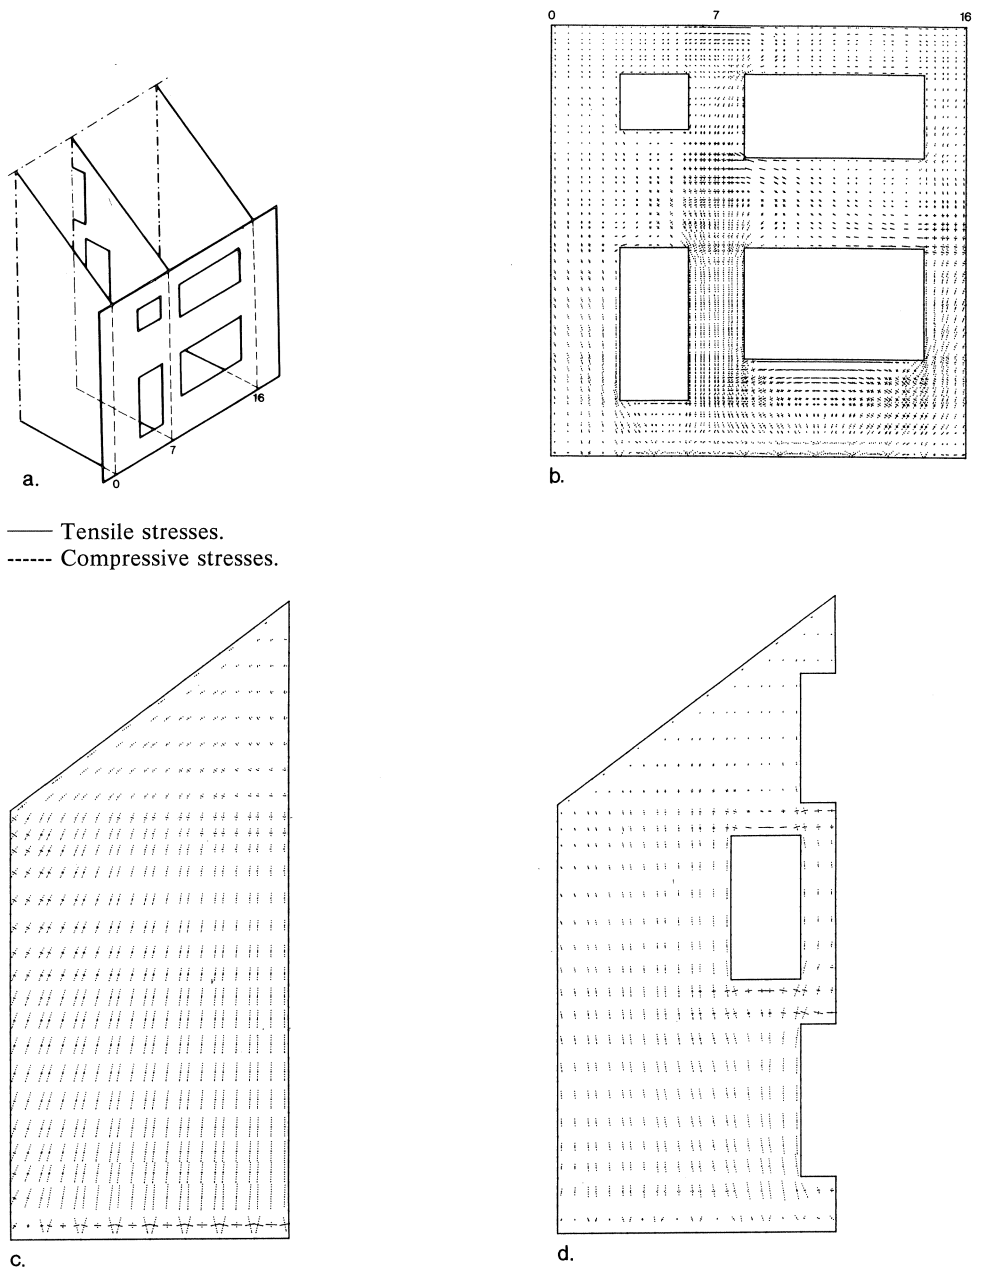 0 7 16
16
7
0
a.
b.
Tensile stresses.
Compressive stresses.
c.
d.